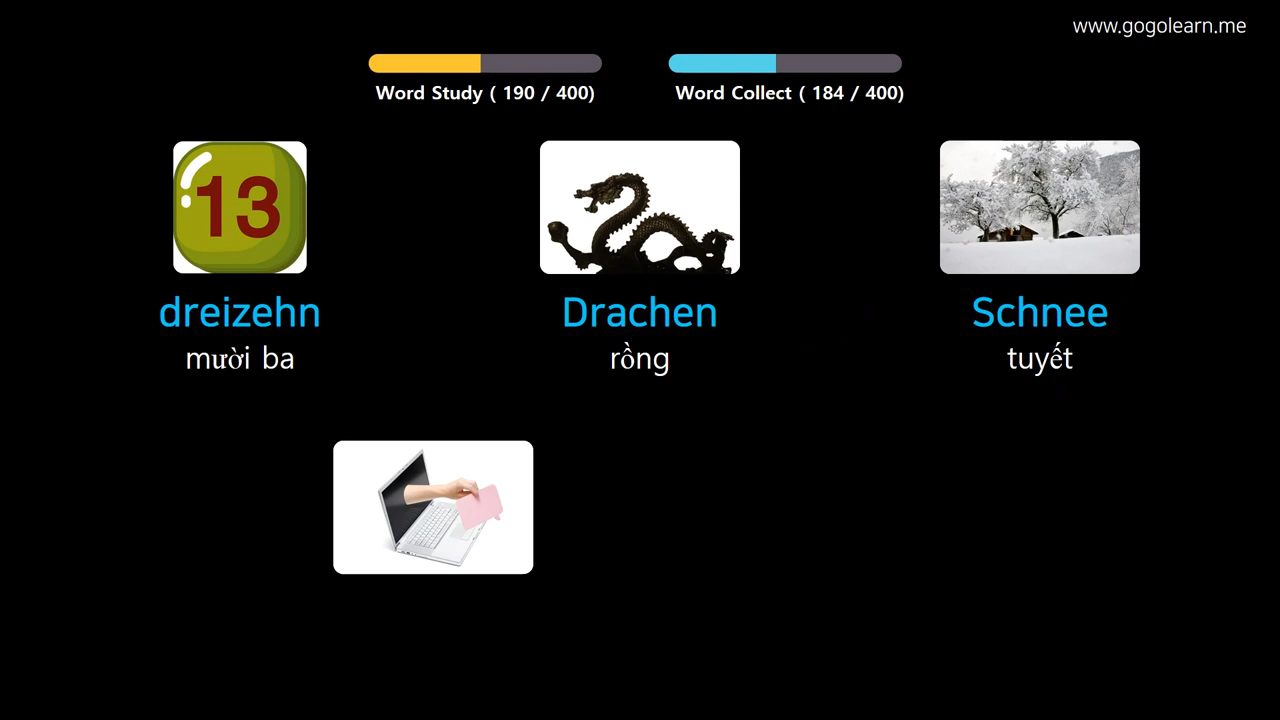 www.gogolearn.me
Word Study ( 190 / 400)
Word Collect ( 184 / 400)
13
dreizehn
mười ba
Drachen
rồng
Schnee
tuyết